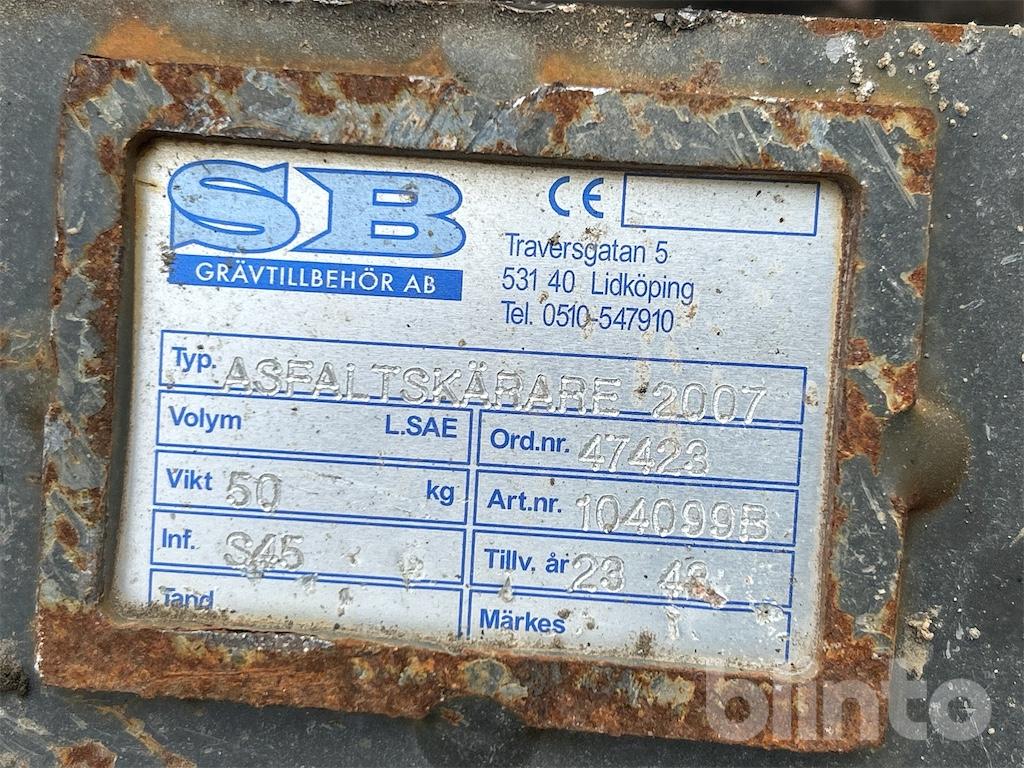 SB
GRÄVTILLBEHÖR AB
CE
Traversgatan 5
531 40 Lidköping
Tel. 0510-547910
Typ. ASFALTSKÄRARE 2007
Volym L.SAE
Ord.nr. 47423
Vikt 50 kg
Art.nr. 104099B
Inf. S45
Tillv. år 23 43
Tand
Märkes
blinto